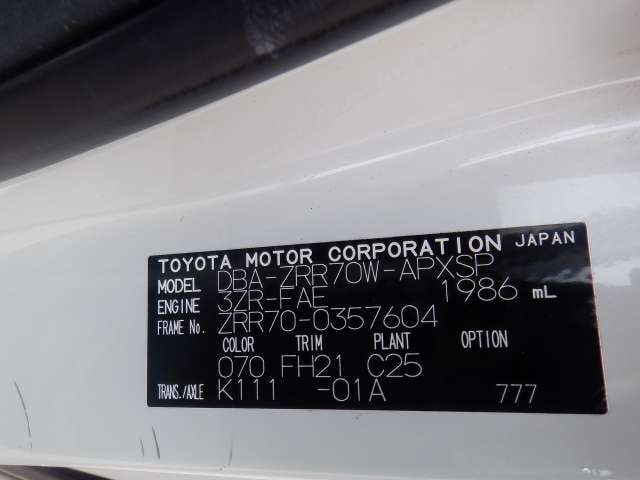 TOYOTA MOTOR CORPORATION JAPAN
MODEL DBA-ZRR70W-APXSP
ENGINE 3ZR-FAE 1986 mL
FRAME No. ZRR70-0357604
COLOR TRIM PLANT OPTION
070 FH21 C25
TRANS./AXLE K111 -01A 777